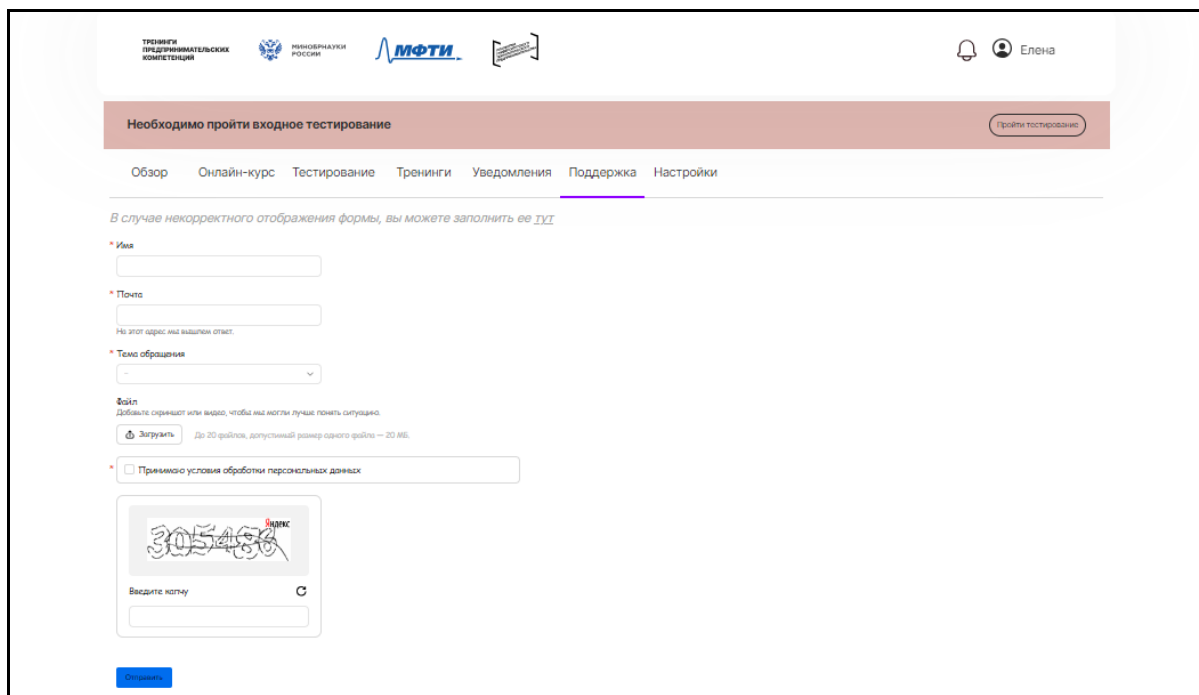 ТРЕНИНГИ
ПРЕДПРИНИМАТЕЛЬСКИХ
КОМПЕТЕНЦИЙ
МИНОБРНАУКИ
РОССИИ
МФТИ
Елена
Необходимо пройти входное тестирование
Пройти тестирование
Обзор Онлайн-курс Тестирование Тренинги Уведомления Поддержка Настройки
В случае некорректного отображения формы, вы можете заполнить ее тут
* Имя
* Почта
На этот адрес мы вышлем ответ.
* Тема обращения
-
Файл
Добавьте скриншот или видео, чтобы мы могли лучше понять ситуацию.
Загрузить До 20 файлов, допустимый размер одного файла — 20 МБ.
* Принимаю условия обработки персональных данных
Яндекс
305486
Введите капчу
Отправить